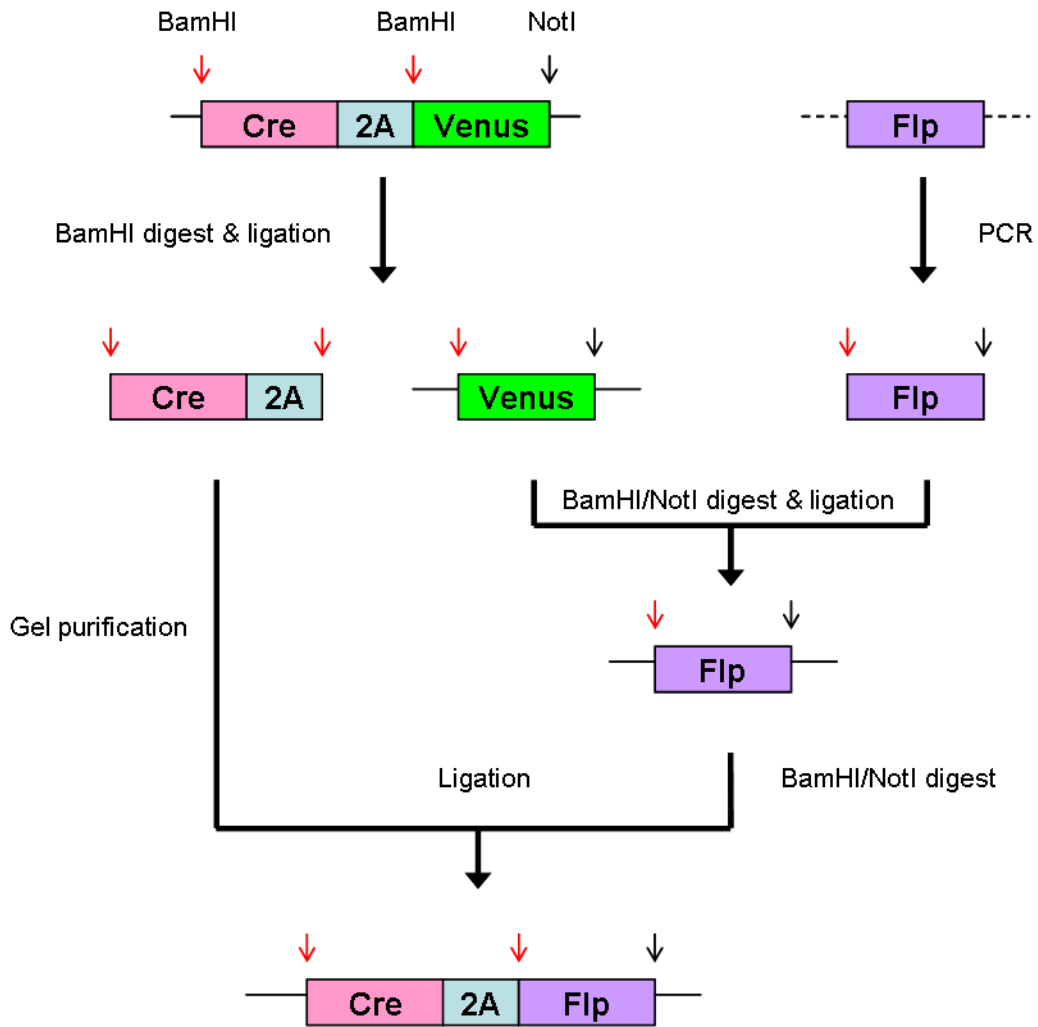 BamHI BamHI NotI
Cre 2A Venus Flp
BamHI digest & ligation PCR
Cre 2A Venus Flp
BamHI/NotI digest & ligation
Gel purification
Flp
Ligation BamHI/NotI digest
Cre 2A Flp